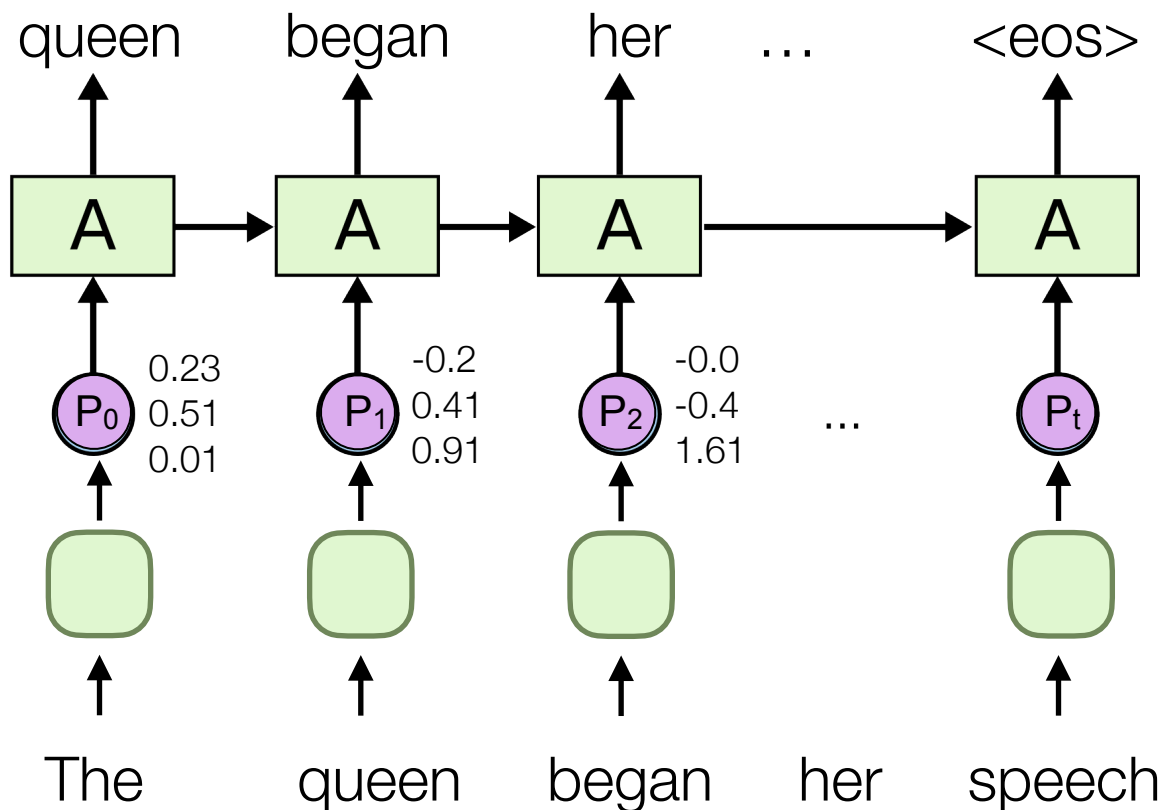 queen began her ... <eos>
A A A A
0.23 -0.2 -0.0
P0 0.51 P1 0.41 P2 -0.4 ... Pt
0.01 0.91 1.61
The queen began her speech